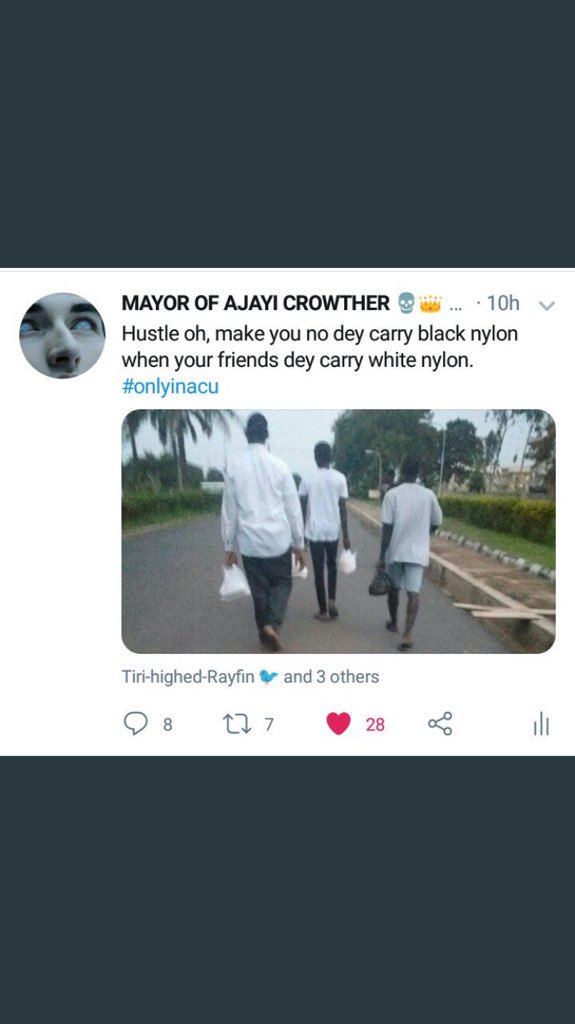 MAYOR OF AJAYI CROWTHER 💀👑 ... · 10h
Hustle oh, make you no dey carry black nylon
when your friends dey carry white nylon.
#onlyinacu
Tiri-highed-Rayfin 🐦 and 3 others
8 7 28